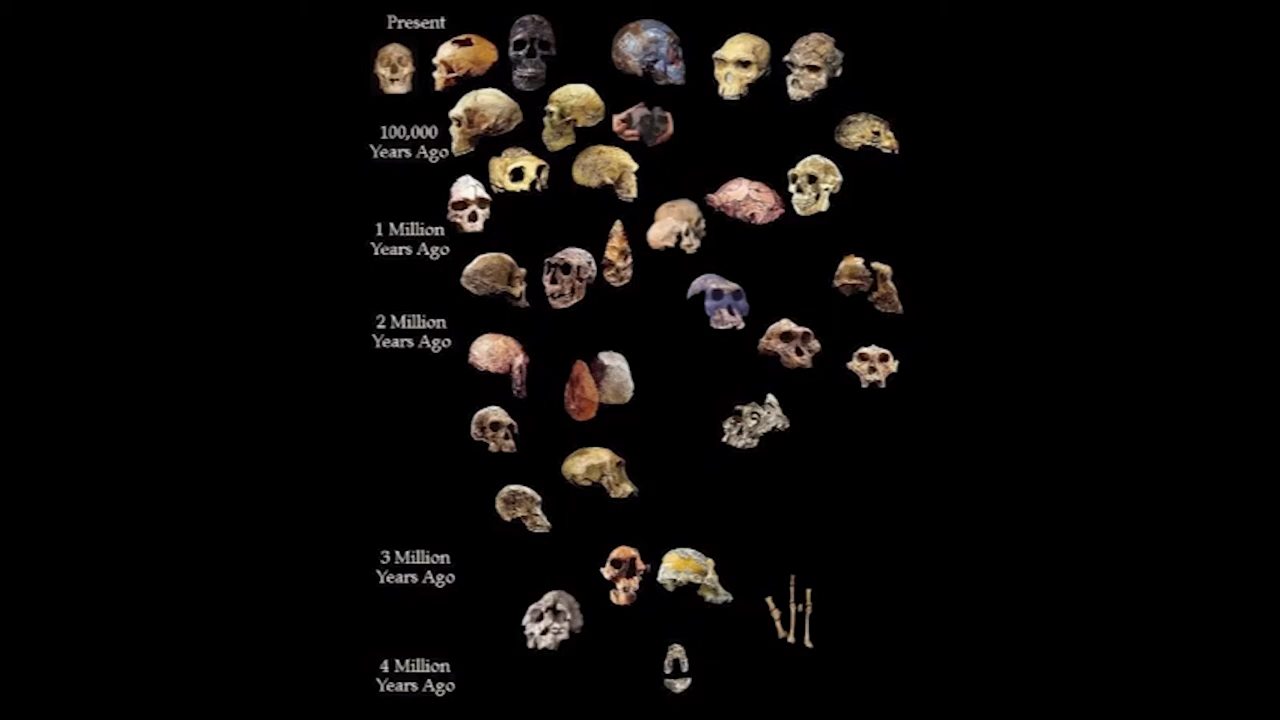 Present
100,000
Years Ago
1 Million
Years Ago
2 Million
Years Ago
3 Million
Years Ago
4 Million
Years Ago